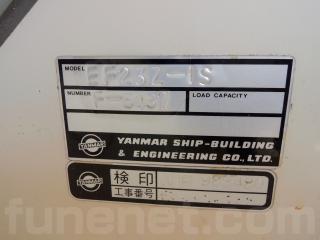 MODEL EF23Z-1S
NUMBER LOAD CAPACITY
YANMAR YANMAR SHIP-BUILDING
& ENGINEERING CO., LTD.
YANMAR 検印
工事番号
funenet.com